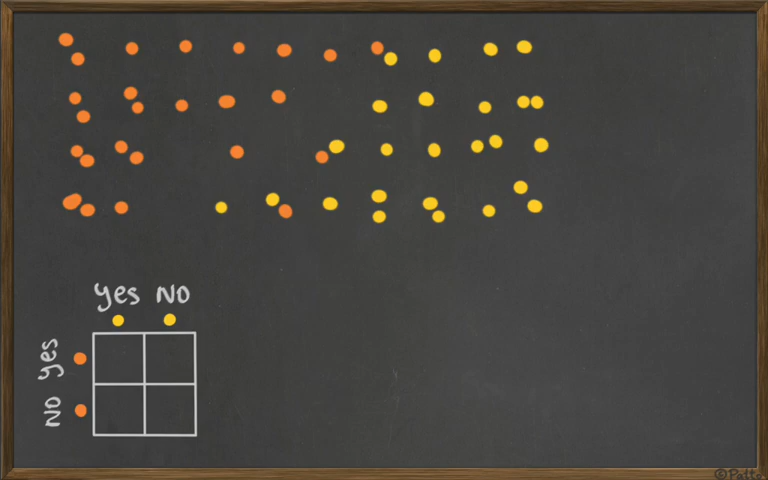 yes NO
yes
NO